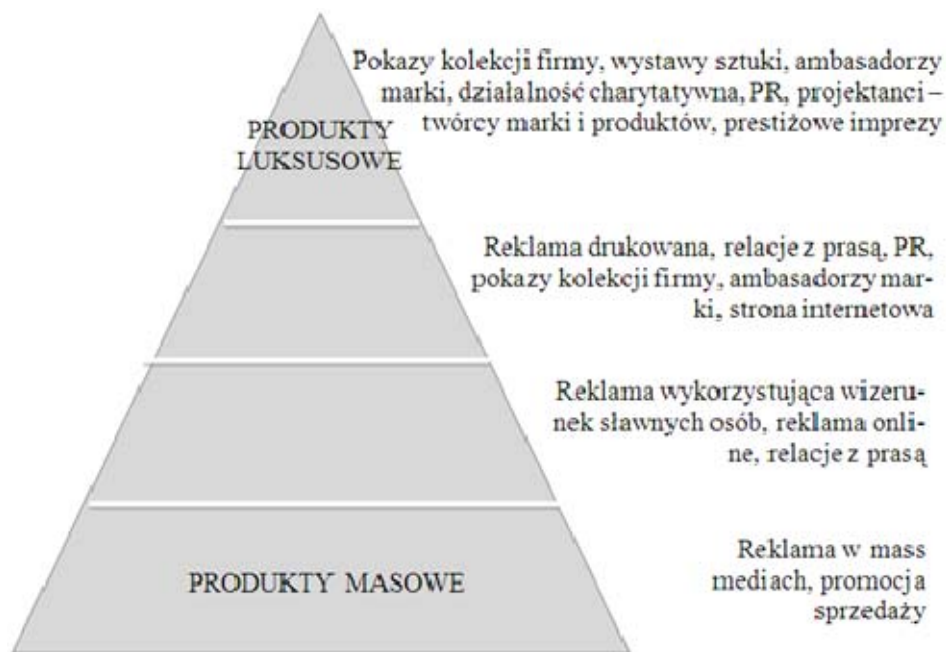 Pokazy kolekcji firmy, wystawy sztuki, ambasadorzy
marki, działalność charytatywna, PR, projektanci –
twórcy marki i produktów, prestiżowe imprezy
PRODUKTY
LUKSUSOWE
Reklama drukowana, relacje z prasą, PR,
pokazy kolekcji firmy, ambasadorzy mar-
ki, strona internetowa
Reklama wykorzystująca wizeru-
nek sławnych osób, reklama onli-
ne, relacje z prasą
PRODUKTY MASOWE
Reklama w mass
mediach, promocja
sprzedaży